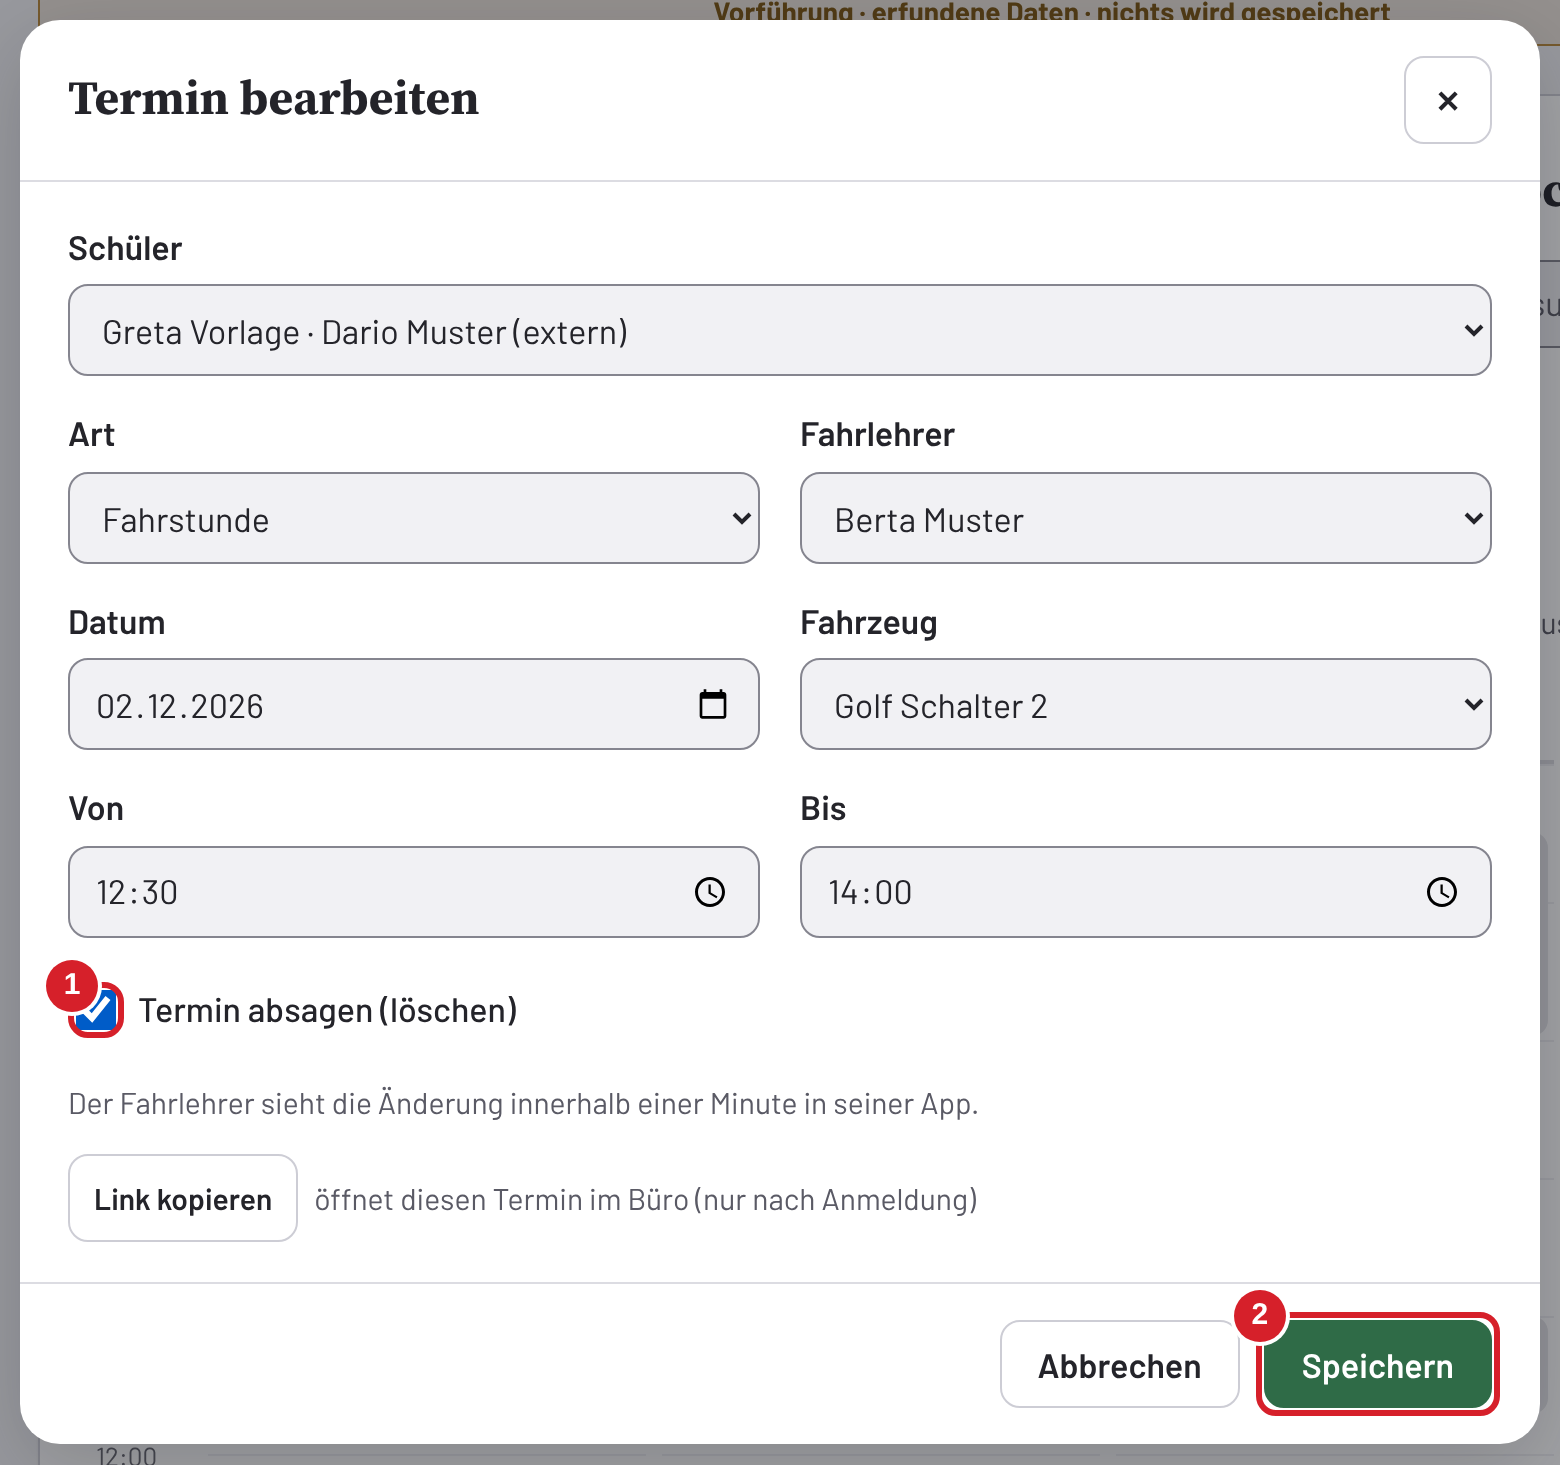 Vorführung · erfundene Daten · nichts wird gespeichert
Termin bearbeiten
×
Schüler
Greta Vorlage · Dario Muster (extern)
Art
Fahrlehrer
Fahrstunde
Berta Muster
Datum
Fahrzeug
02.12.2026
Golf Schalter 2
Von
Bis
12:30
14:00
1
Termin absagen (löschen)
Der Fahrlehrer sieht die Änderung innerhalb einer Minute in seiner App.
Link kopieren
öffnet diesen Termin im Büro (nur nach Anmeldung)
2
Abbrechen
Speichern
12:00